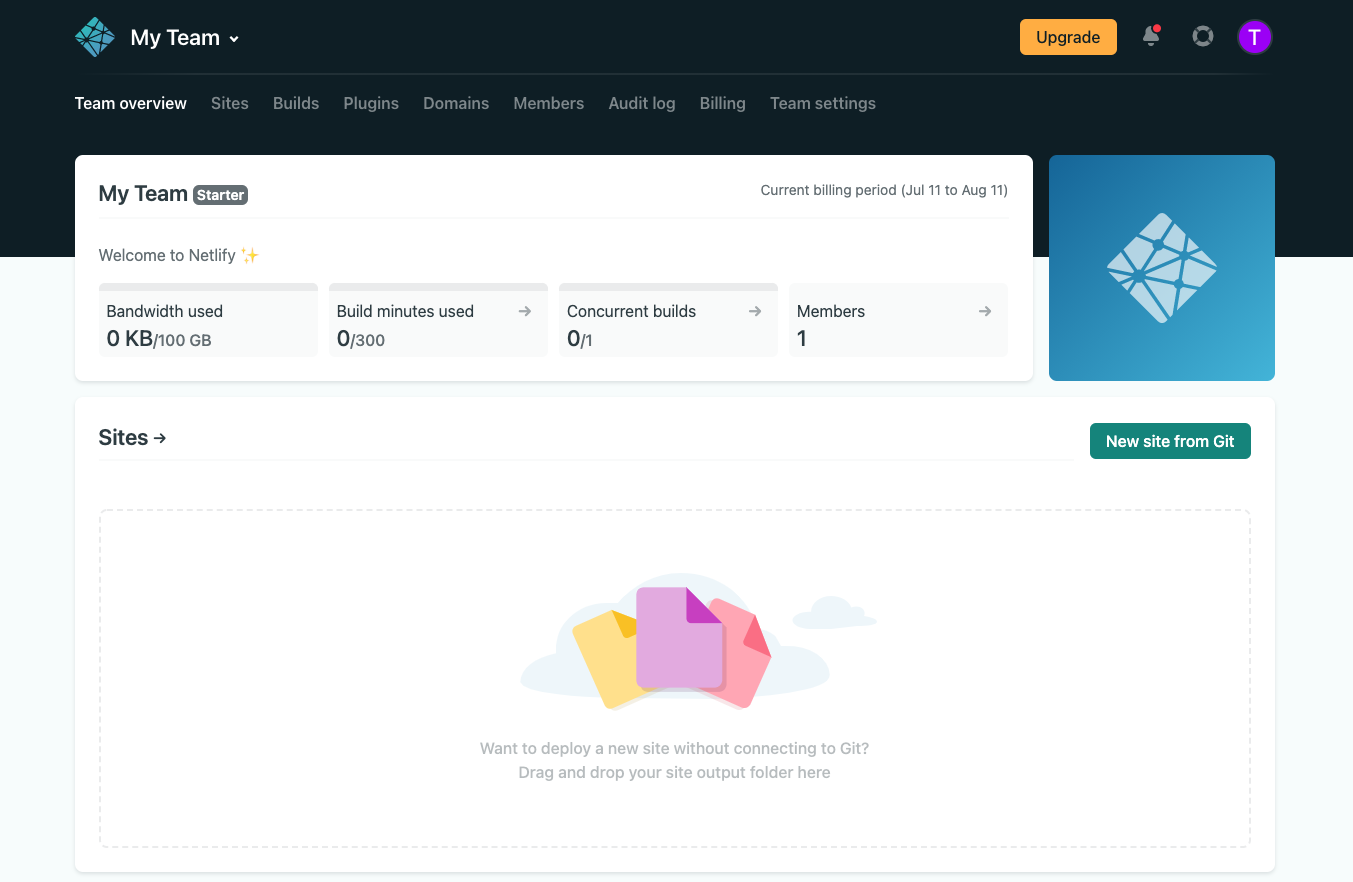 My Team
Upgrade
T
Team overview Sites Builds Plugins Domains Members Audit log Billing Team settings
My Team Starter
Current billing period (Jul 11 to Aug 11)
Welcome to Netlify ✨
Bandwidth used
0 KB/100 GB
Build minutes used →
0/300
Concurrent builds →
0/1
Members →
1
Sites →
New site from Git
Want to deploy a new site without connecting to Git?
Drag and drop your site output folder here